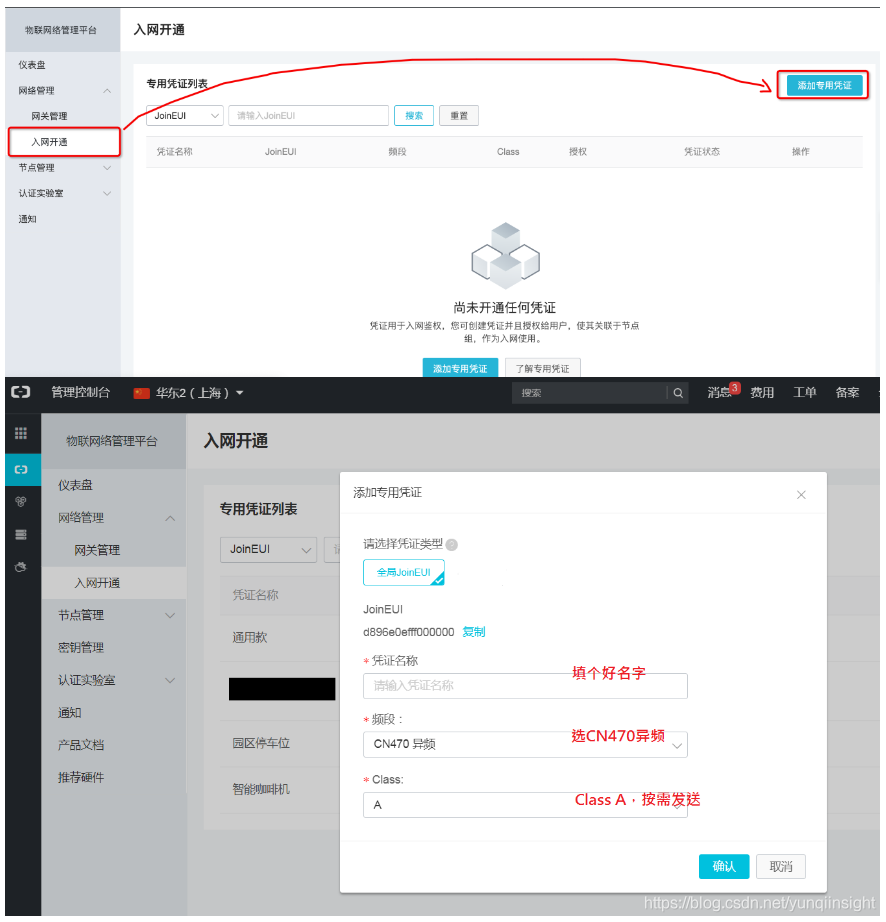 物联网络管理平台
入网开通
仪表盘
网络管理
网关管理
入网开通
节点管理
认证实验室
通知
专用凭证列表
添加专用凭证
JoinEUI
请输入JoinEUI
搜索
重置
凭证名称 JoinEUI 频段 Class 授权 凭证状态 操作
尚未开通任何凭证
凭证用于入网鉴权，您可创建凭证并且授权给用户，使其关联于节点
组，作为入网使用。
添加专用凭证
了解专用凭证
管理控制台
华东2（上海）
搜索
消息3
费用
工单
备案
物联网络管理平台
入网开通
仪表盘
网络管理
网关管理
入网开通
节点管理
密钥管理
认证实验室
通知
产品文档
推荐硬件
专用凭证列表
JoinEUI
凭证名称
通用款
园区停车位
智能咖啡机
添加专用凭证
请选择凭证类型
全局JoinEUI
JoinEUI
d896e0efff000000 复制
*凭证名称
填个好名字
请输入凭证名称
*频段：
选CN470异频
CN470 异频
*Class:
Class A，按需发送
A
确认
取消
https://blog.csdn.net/yunqiinsight